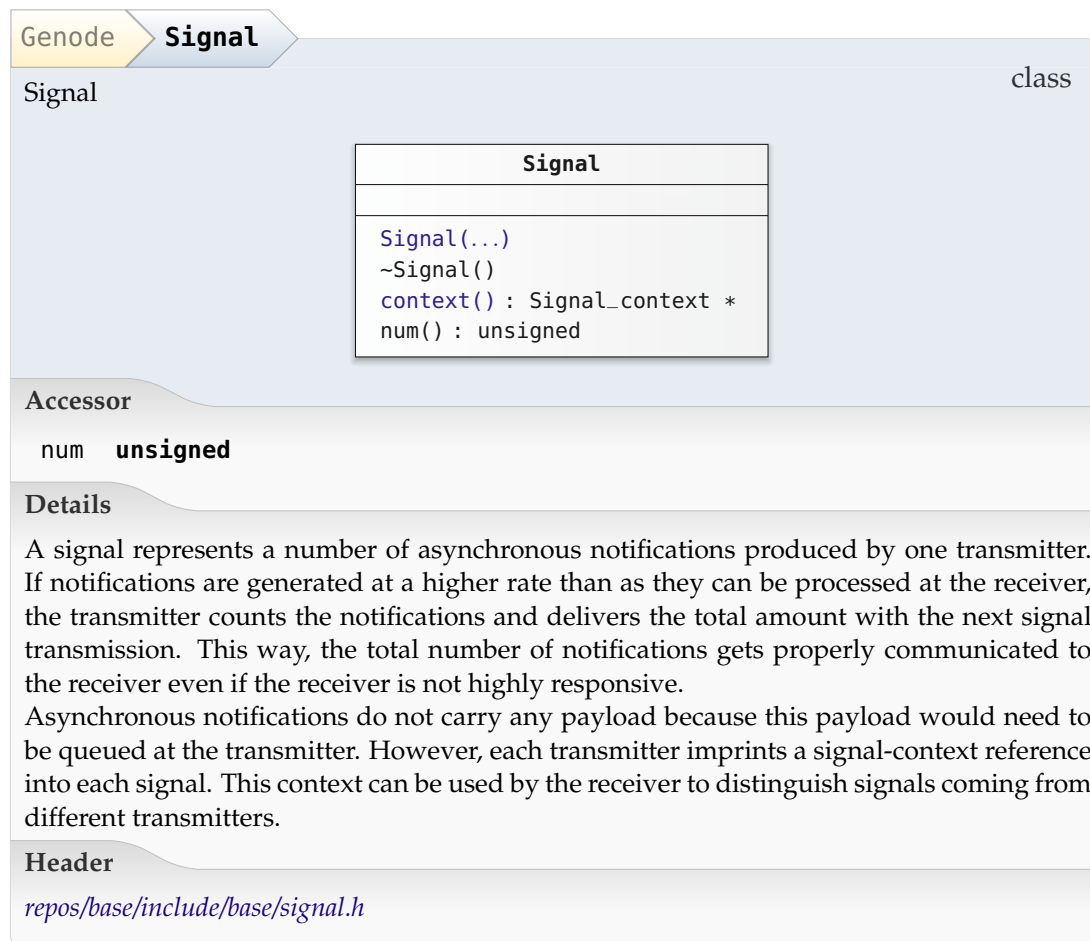 Genode Signal
class
Signal
Signal
Signal(...)
~Signal()
context() : Signal_context *
num() : unsigned
Accessor
num unsigned
Details
A signal represents a number of asynchronous notifications produced by one transmitter.
If notifications are generated at a higher rate than as they can be processed at the receiver,
the transmitter counts the notifications and delivers the total amount with the next signal
transmission. This way, the total number of notifications gets properly communicated to
the receiver even if the receiver is not highly responsive.
Asynchronous notifications do not carry any payload because this payload would need to
be queued at the transmitter. However, each transmitter imprints a signal-context reference
into each signal. This context can be used by the receiver to distinguish signals coming from
different transmitters.
Header
repos/base/include/base/signal.h